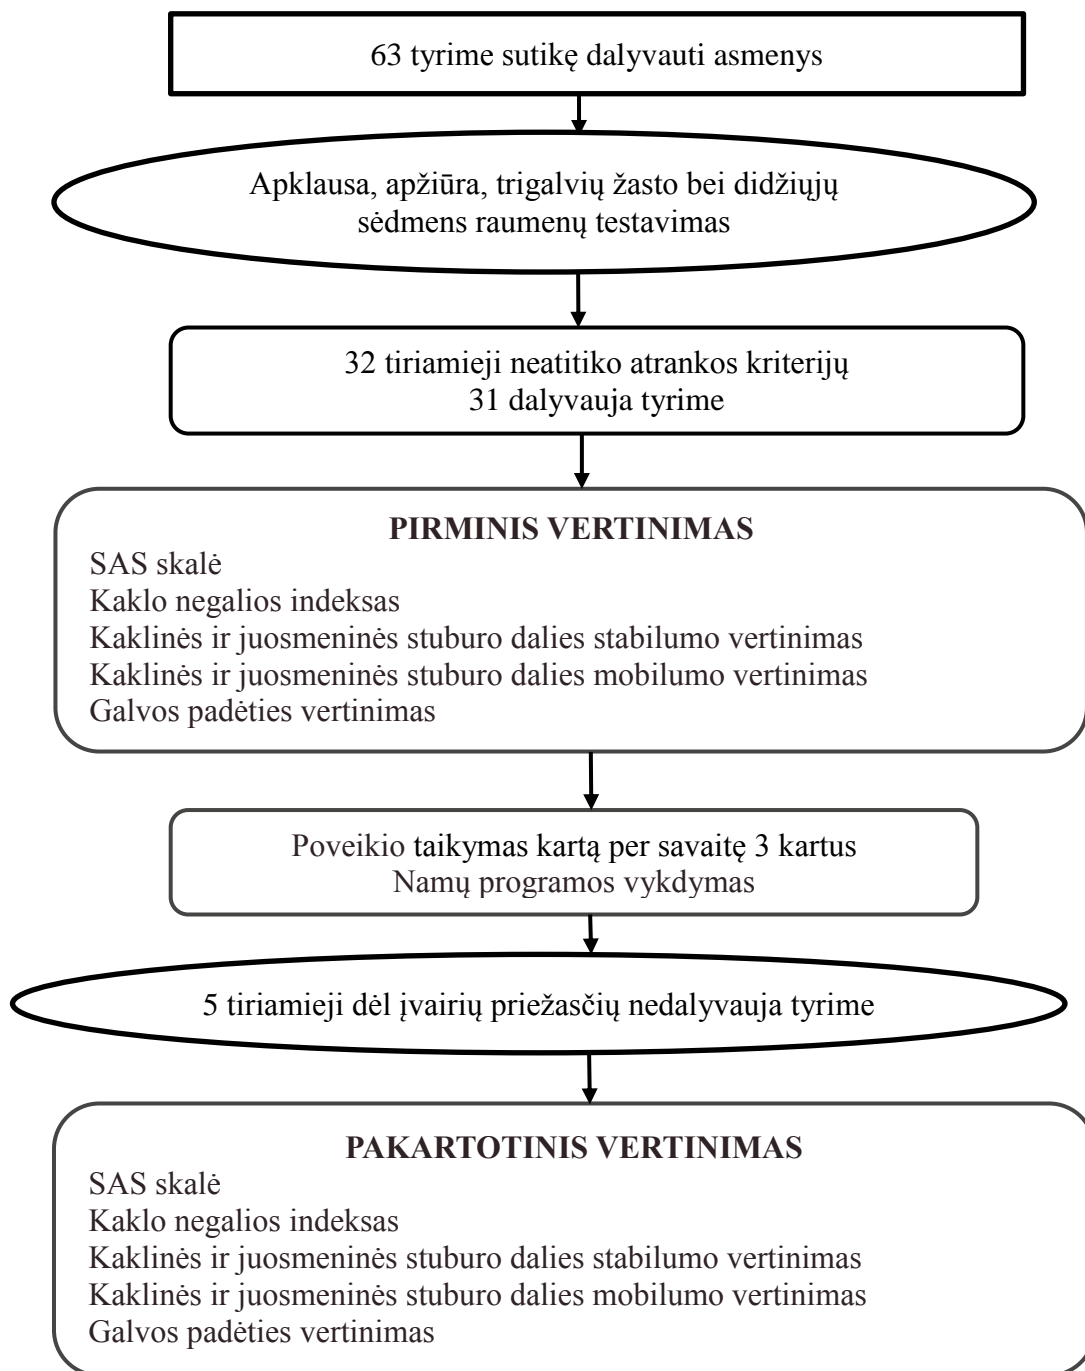 63 tyrime sutikę dalyvauti asmenys
Apklausa, apžiūra, trigalvių žasto bei didžiųjų
sėdmens raumenų testavimas
32 tiriamieji neatitiko atrankos kriterijų
31 dalyvauja tyrime
PIRMINIS VERTINIMAS
SAS skalė
Kaklo negalios indeksas
Kaklinės ir juosmeninės stuburo dalies stabilumo vertinimas
Kaklinės ir juosmeninės stuburo dalies mobilumo vertinimas
Galvos padėties vertinimas
Poveikio taikymas kartą per savaitę 3 kartus
Namų programos vykdymas
5 tiriamieji dėl įvairių priežasčių nedalyvauja tyrime
PAKARTOTINIS VERTINIMAS
SAS skalė
Kaklo negalios indeksas
Kaklinės ir juosmeninės stuburo dalies stabilumo vertinimas
Kaklinės ir juosmeninės stuburo dalies mobilumo vertinimas
Galvos padėties vertinimas